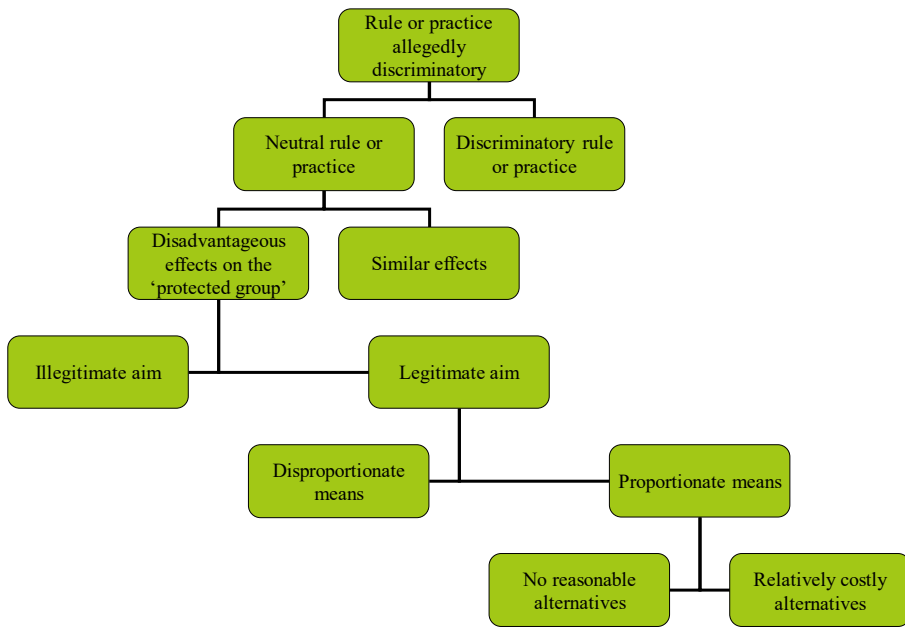 Rule or practice
allegedly
discriminatory
Neutral rule or
practice
Discriminatory rule
or practice
Disadvantageous
effects on the
‘protected group’
Similar effects
Illegitimate aim
Legitimate aim
Disproportionate
means
Proportionate means
No reasonable
alternatives
Relatively costly
alternatives